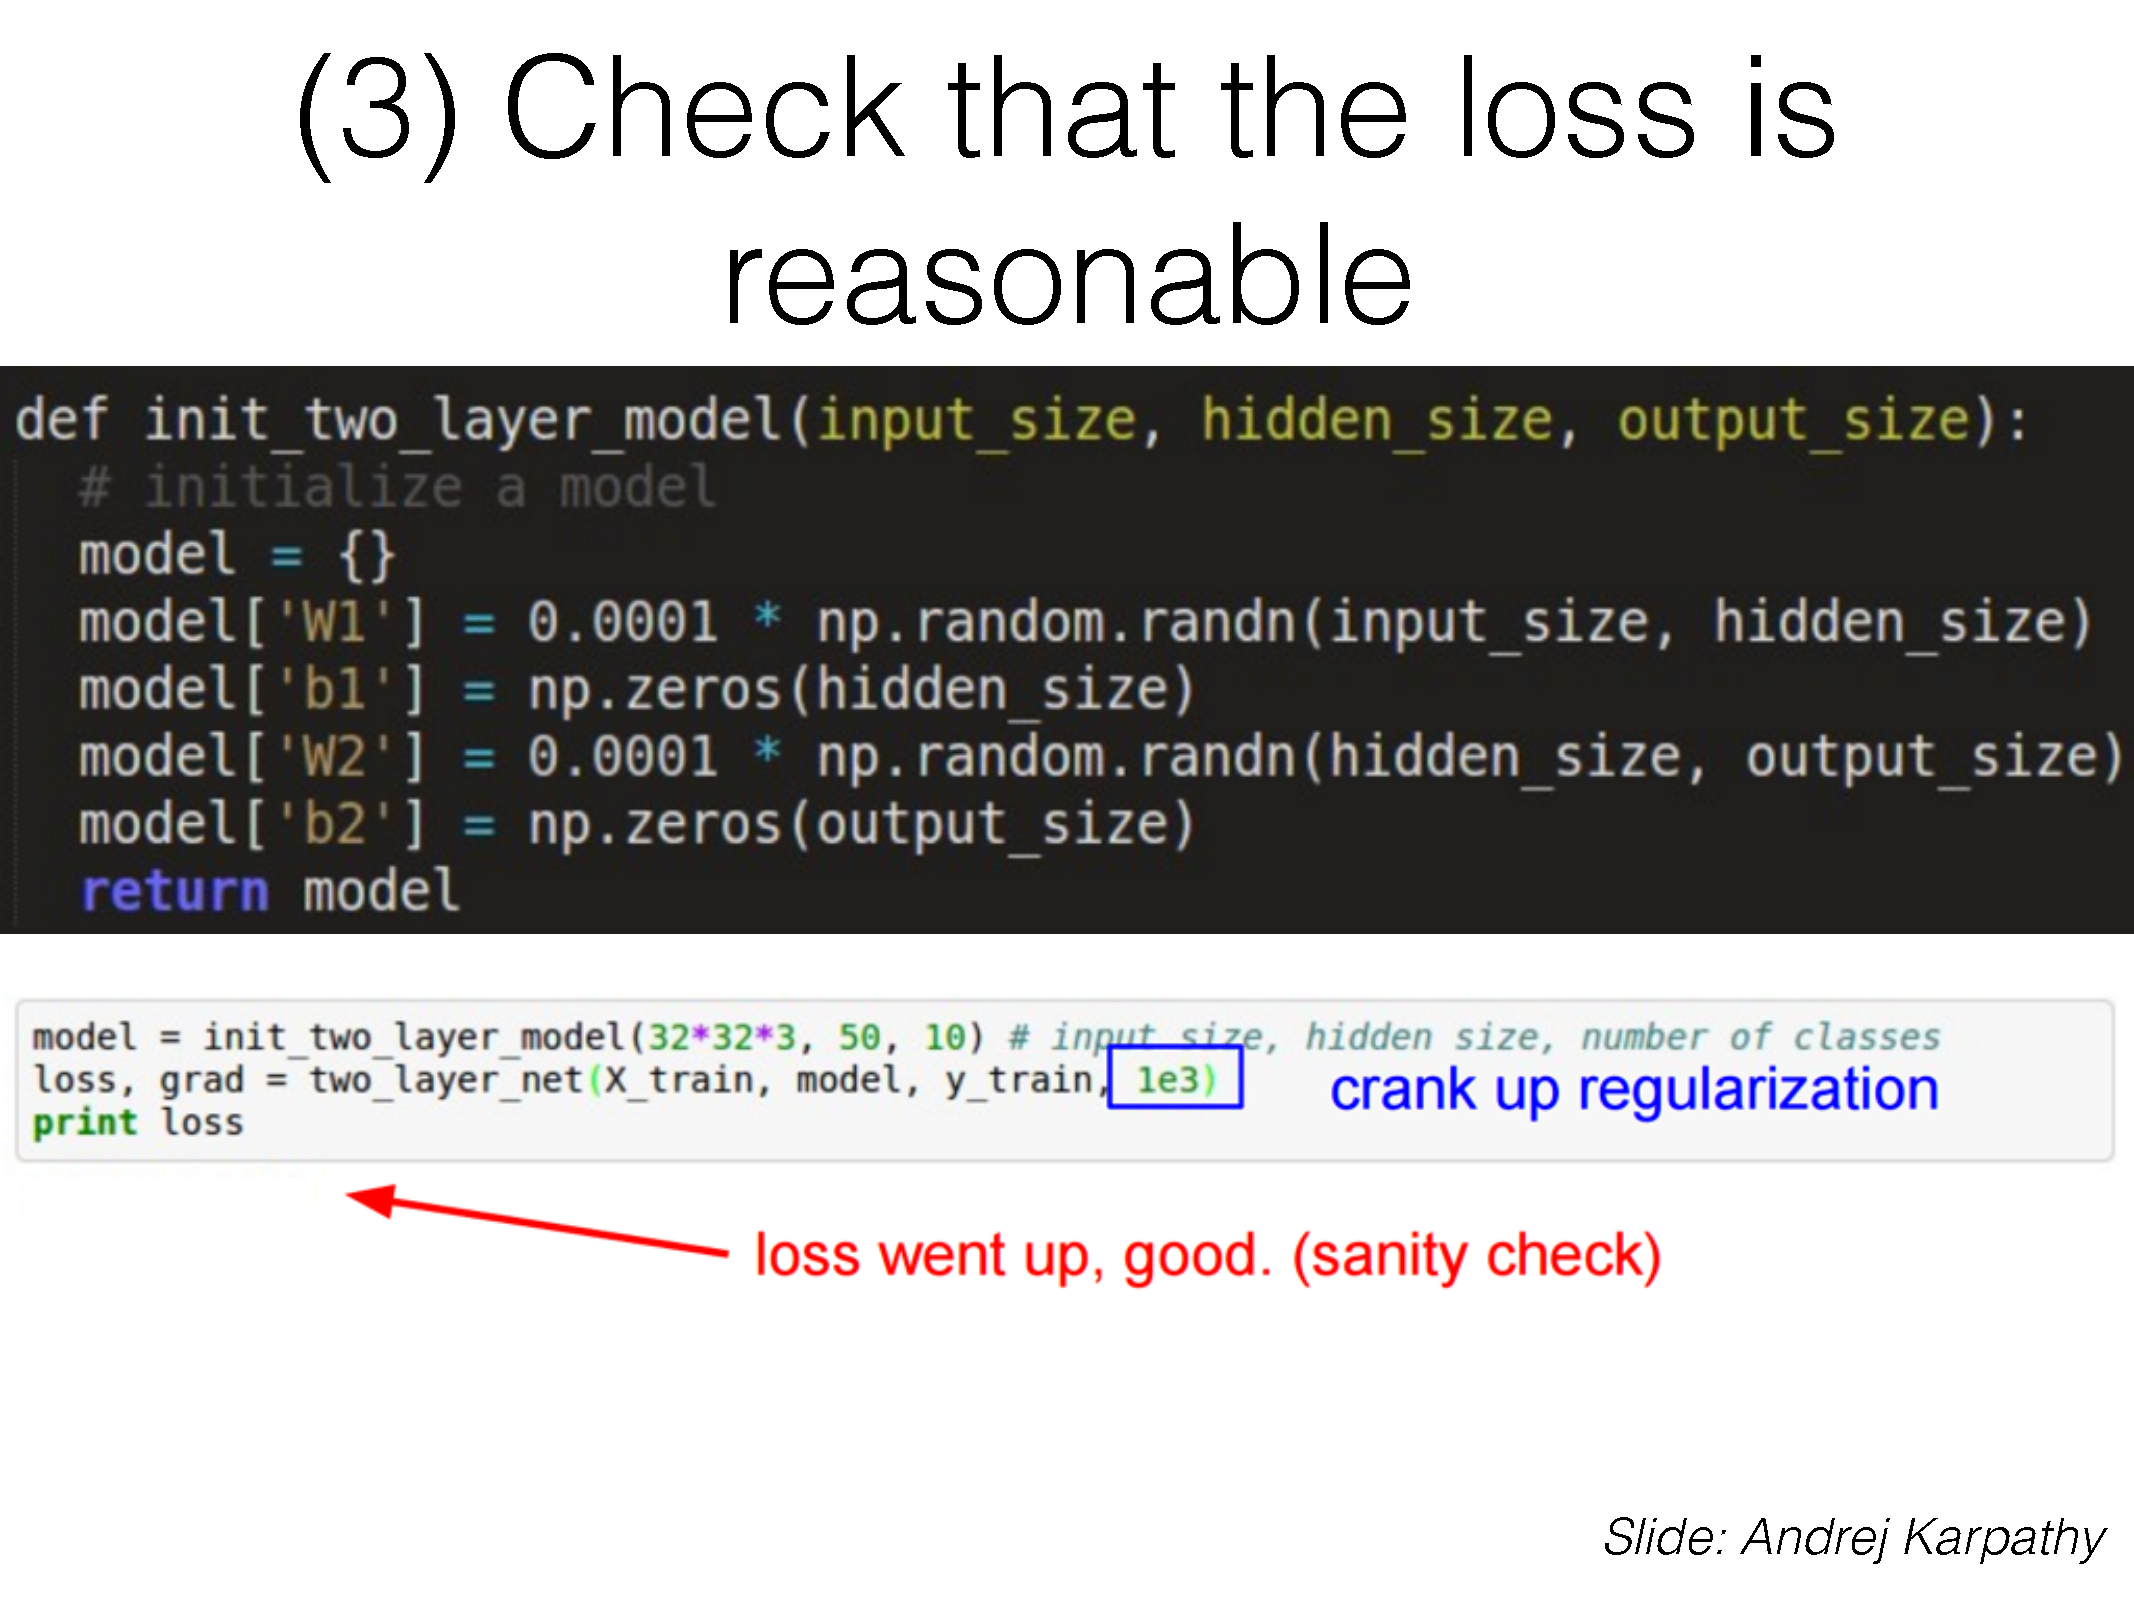 (3) Check that the loss is
reasonable
def init_two_layer_model(input_size, hidden_size, output_size):
# initialize a model
model = {}
model['W1'] = 0.0001 * np.random.randn(input_size, hidden_size)
model['b1'] = np.zeros(hidden_size)
model['W2'] = 0.0001 * np.random.randn(hidden_size, output_size)
model['b2'] = np.zeros(output_size)
return model
model = init_two_layer_model(32*32*3, 50, 10) # input size, hidden size, number of classes
loss, grad = two_layer_net(X_train, model, y_train, 1e3)
crank up regularization
print loss
loss went up, good. (sanity check)
Slide: Andrej Karpathy